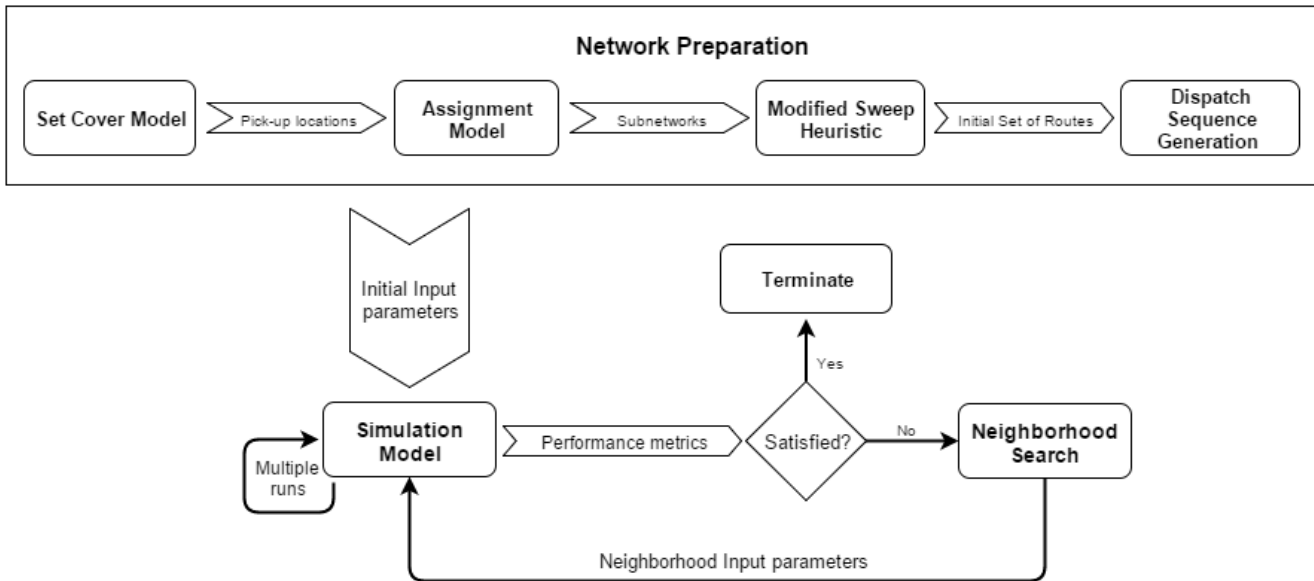 Network Preparation
Set Cover Model
Pick-up locations
Assignment
Model
Subnetworks
Modified Sweep
Heuristic
Initial Set of Routes
Dispatch
Sequence
Generation
Initial Input
parameters
Terminate
Yes
Simulation
Model
Multiple
runs
Performance metrics
Satisfied?
No
Neighborhood
Search
Neighborhood Input parameters